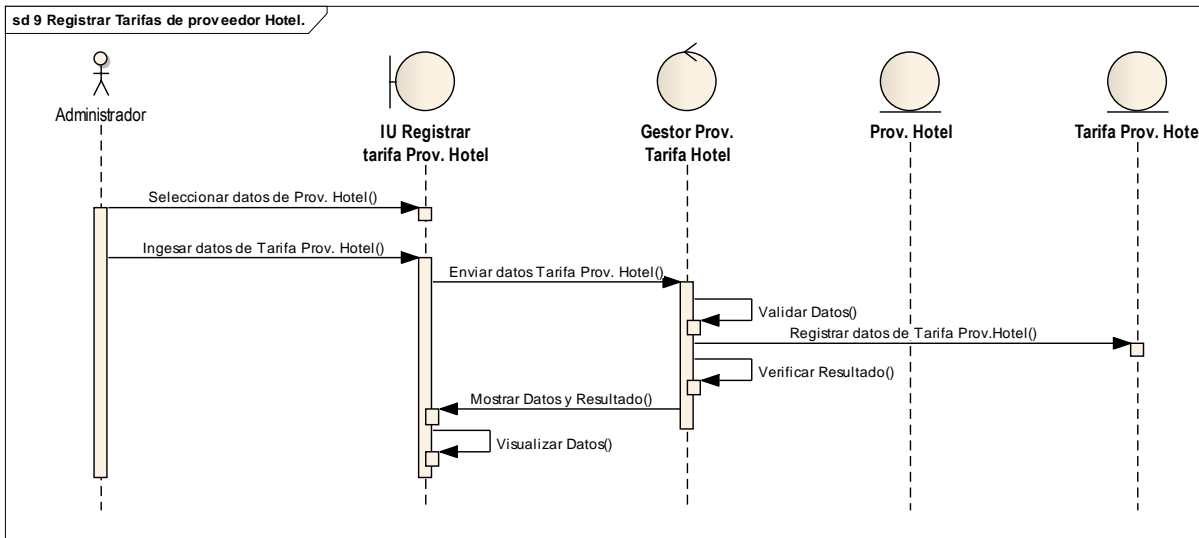 sd 9 Registrar Tarifas de proveedor Hotel.
Administrador
IU Registrar
tarifa Prov. Hotel
Gestor Prov.
Tarifa Hotel
Prov. Hotel
Tarifa Prov. Hote
Seleccionar datos de Prov. Hotel()
Ingesar datos de Tarifa Prov. Hotel()
Enviar datos Tarifa Prov. Hotel()
Validar Datos()
Registrar datos de Tarifa Prov.Hotel()
Verificar Resultado()
Mostrar Datos y Resultado()
Visualizar Datos()